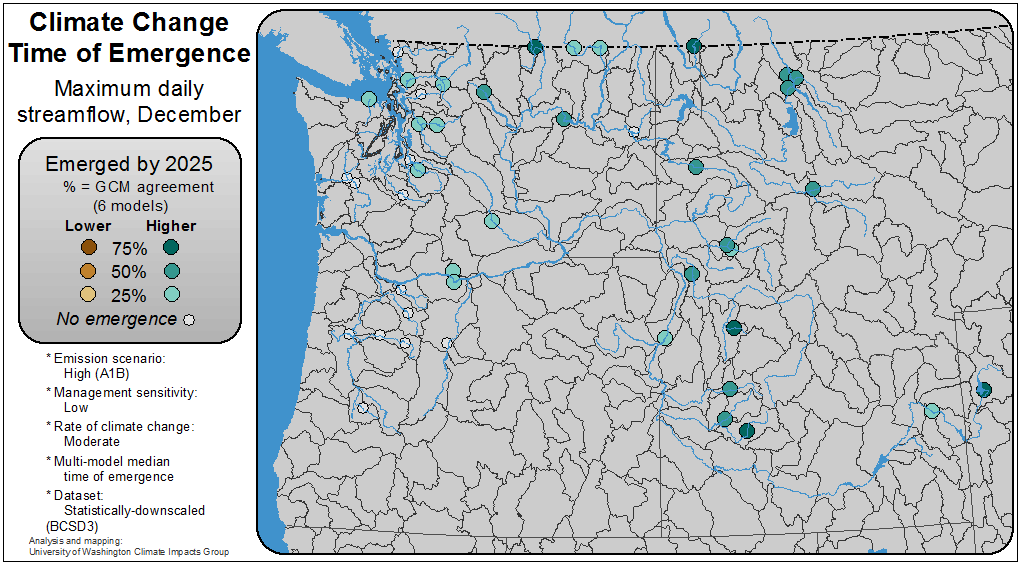 Climate Change
Time of Emergence
Maximum daily
streamflow, December
Emerged by 2025
% = GCM agreement
(6 models)
Lower Higher
75%
50%
25%
No emergence
* Emission scenario:
High (A1B)
* Management sensitivity:
Low
* Rate of climate change:
Moderate
* Multi-model median
time of emergence
* Dataset:
Statistically-downscaled
(BCSD3)
Analysis and mapping:
University of Washington Climate Impacts Group